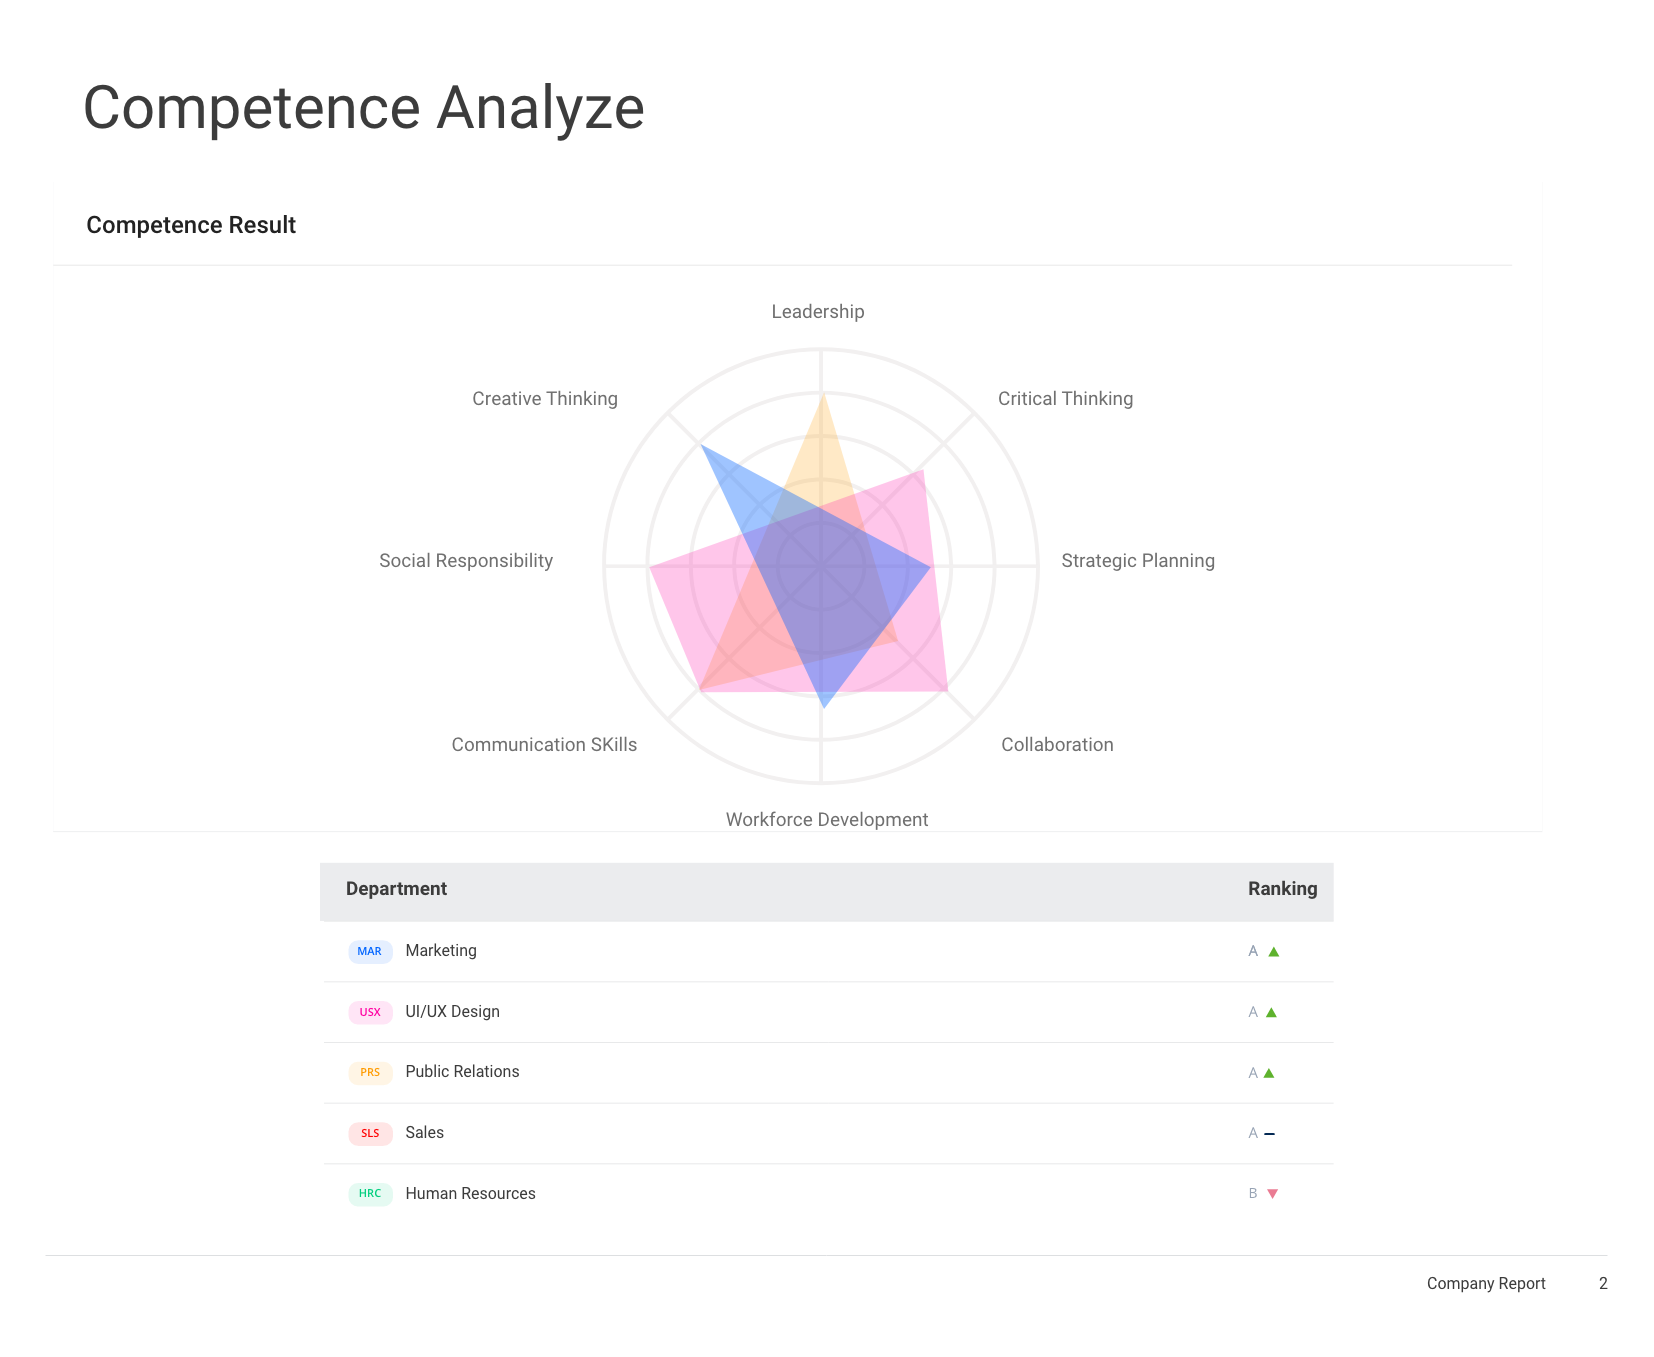 Competence Analyze
Competence Result
Leadership
Creative Thinking
Critical Thinking
Social Responsibility
Strategic Planning
Communication SKills
Collaboration
Workforce Development
Department Ranking
MAR Marketing A
USX UI/UX Design A
PRS Public Relations A
SLS Sales A
HRC Human Resources B
Company Report 2